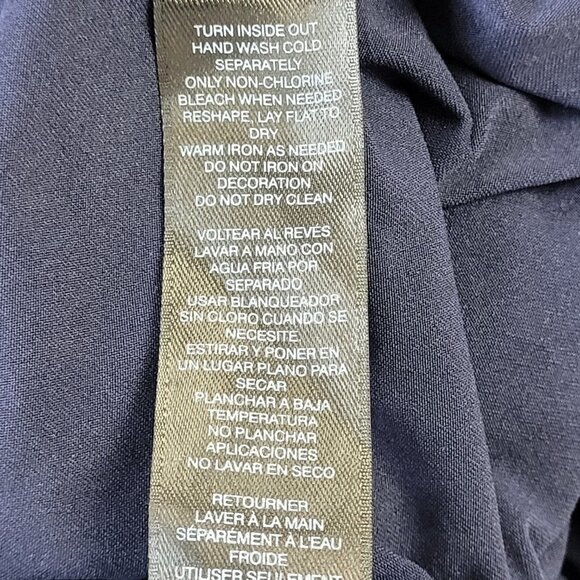 TURN INSIDE OUT
HAND WASH COLD
SEPARATELY
ONLY NON-CHLORINE
BLEACH WHEN NEEDED
RESHAPE, LAY FLAT TO
DRY
WARM IRON AS NEEDED
DO NOT IRON ON
DECORATION
DO NOT DRY CLEAN
VOLTEAR AL REVES
LAVAR A MANO CON
AGUA FRIA POR
SEPARADO
USAR BLANQUEADOR
SIN CLORO CUANDO SE
NECESITE.
ESTIRAR Y PONER EN
UN LUGAR PLANO PARA
SECAR
PLANCHAR A BAJA
TEMPERATURA
NO PLANCHAR
APLICACIONES
NO LAVAR EN SECO
RETOURNER
LAVER À LA MAIN
SÉPARÉMENT À L'EAU
FROIDE
UTILISER SEULEMENT